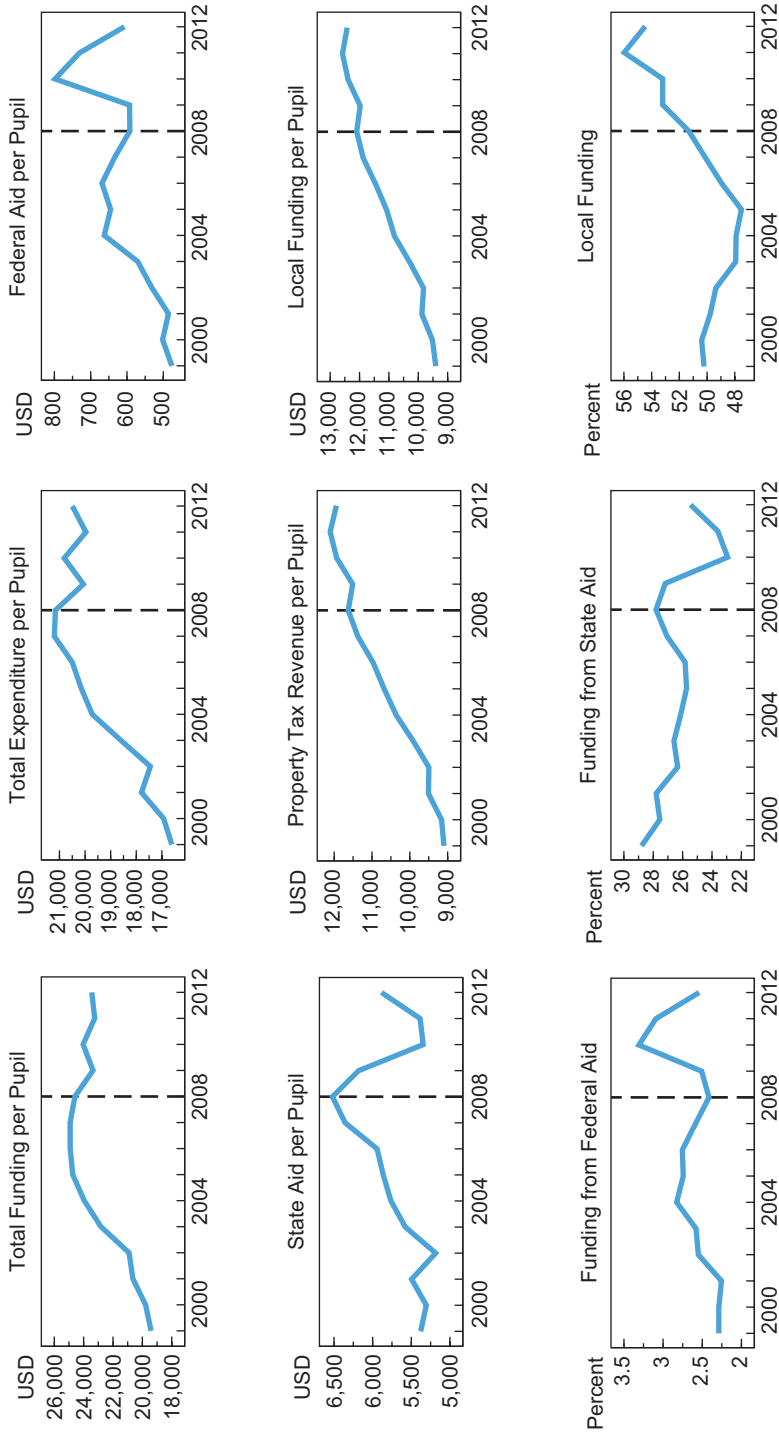 Total Funding per Pupil
USD
26,000
24,000
22,000
20,000
18,000
2000 2004 2008 2012
Total Expenditure per Pupil
USD
21,000
20,000
19,000
18,000
17,000
2000 2004 2008 2012
Federal Aid per Pupil
USD
800
700
600
500
2000 2004 2008 2012
State Aid per Pupil
USD
6,500
6,000
5,500
5,000
2000 2004 2008 2012
Property Tax Revenue per Pupil
USD
12,000
11,000
10,000
9,000
2000 2004 2008 2012
Local Funding per Pupil
USD
13,000
12,000
11,000
10,000
9,000
2000 2004 2008 2012
Funding from Federal Aid
Percent
3.5
3
2.5
2
2000 2004 2008 2012
Funding from State Aid
Percent
30
28
26
24
22
2000 2004 2008 2012
Local Funding
Percent
56
54
52
50
48
2000 2004 2008 2012